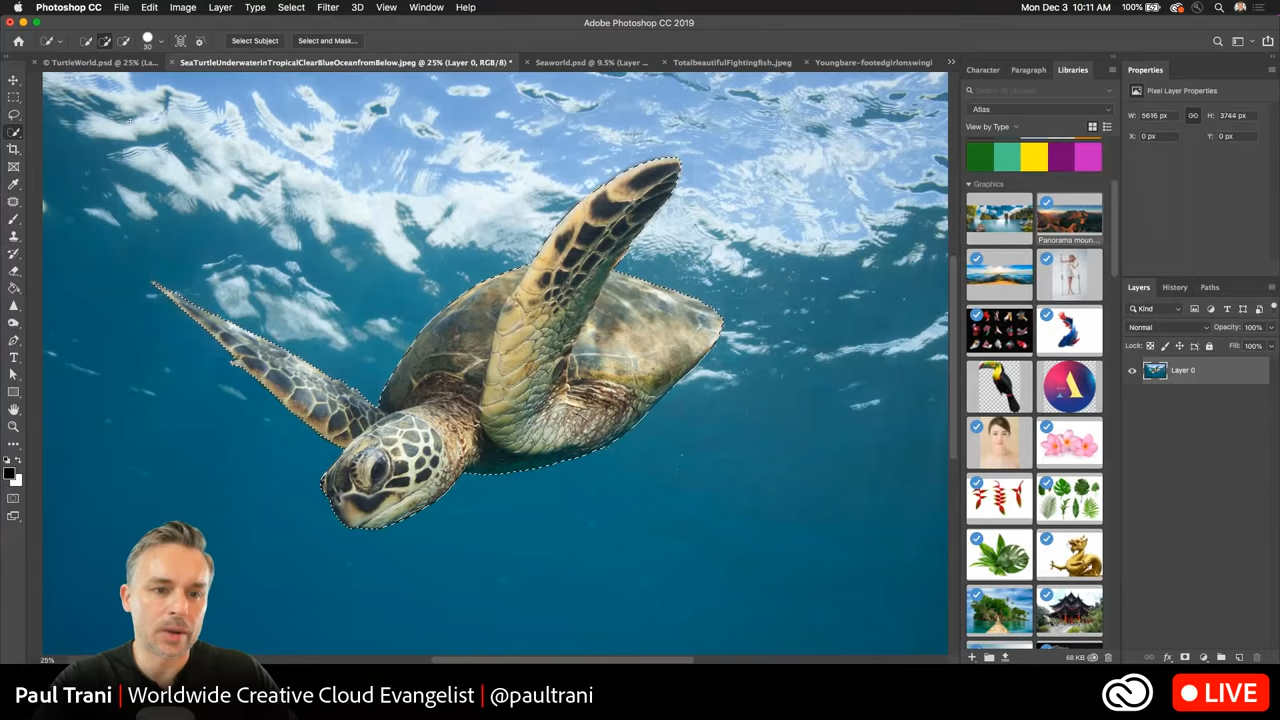 Photoshop CC File Edit Image Layer Type Select Filter 3D View Window Help 100% Mon Dec 3 10:11 AM
Adobe Photoshop CC 2019
30 Select Subject Select and Mask...
© TurtleWorld.psd @ 25% (La... SeaTurtleUnderwaterinTropicalClearBlueOceanfromBelow.jpeg @ 25% (Layer 0, RGB/8) * Seaworld.psd @ 9.5% (Layer ... TotalbeautifulFightingfish.jpeg Youngbare-footedgirlonswingl
Character Paragraph Libraries
Atlas
View by Type
Graphics
Panorama moun...
A
68 KB
Properties
Pixel Layer Properties
W: 5616 px H: 3744 px
X: 0 px Y: 0 px
Layers History Paths
Kind
Normal Opacity: 100%
Lock: Fill: 100%
Layer 0
fx
25%
Paul Trani | Worldwide Creative Cloud Evangelist | @paultrani
LIVE